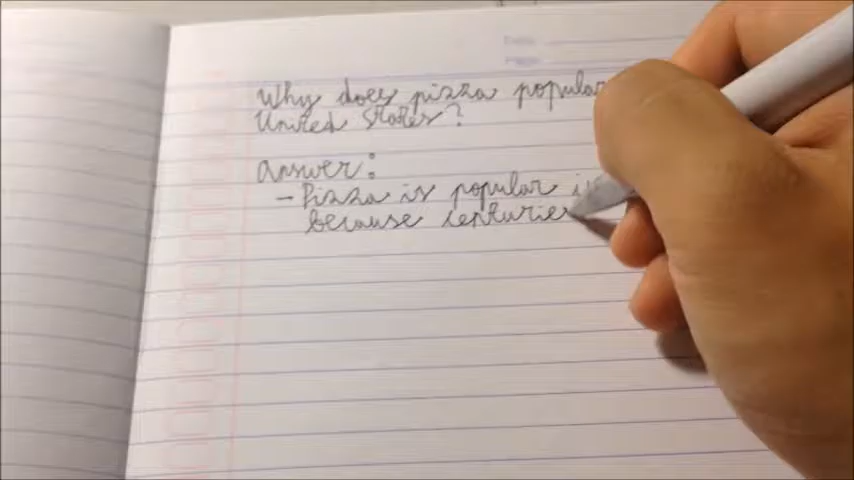 Why does pizza popular
United States?
Answer:
- Pizza is popular
because centuries